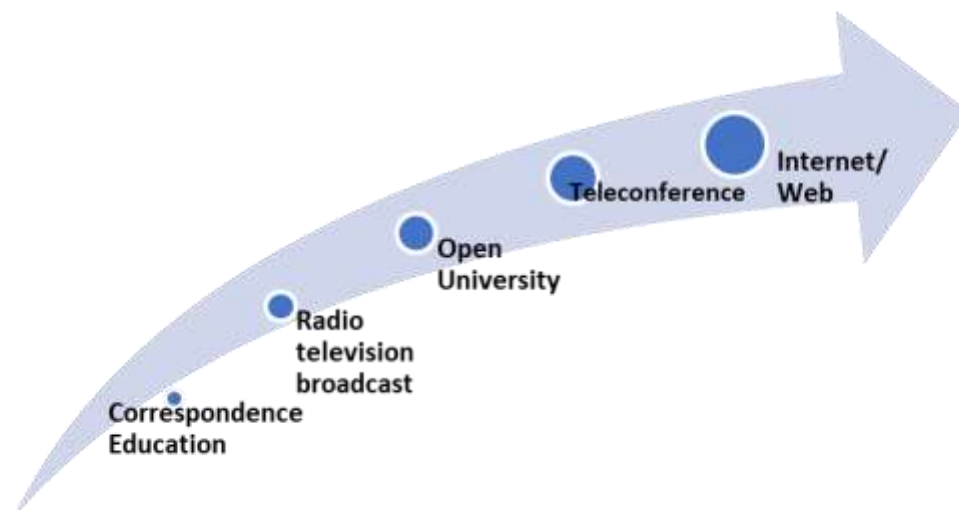 Correspondence
Education
Radio
television
broadcast
Open
University
Teleconference
Internet/
Web